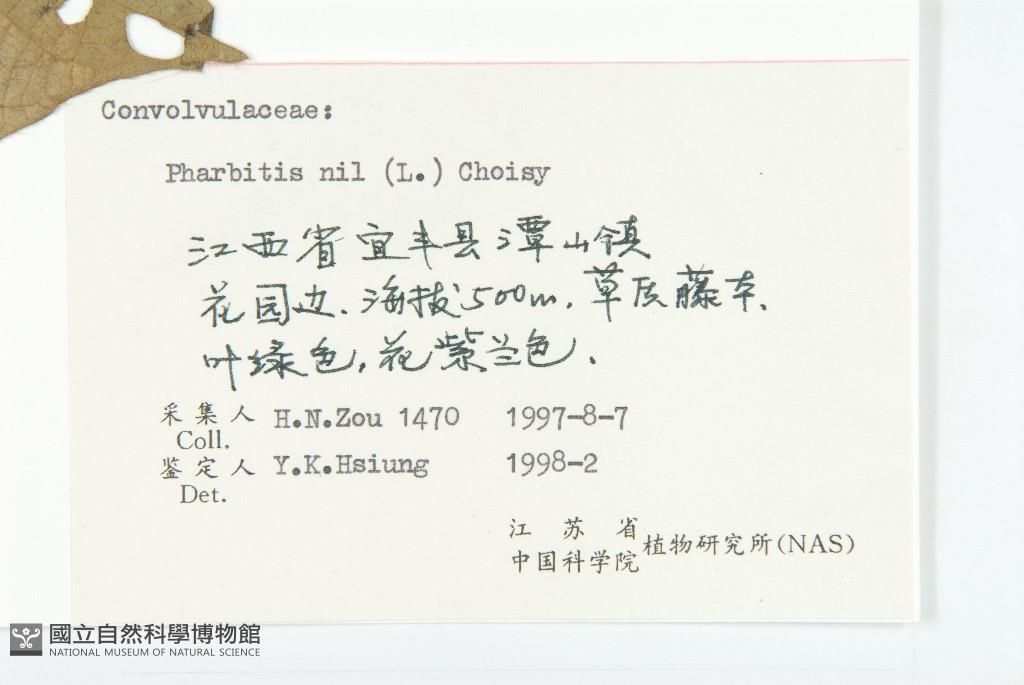 Convolvulaceae:
Pharbitis nil (L.) Choisy
江西省宜丰县潭山镇
花园边.海拔500m.草质藤本.
叶绿色,花紫兰色.
采集人 H.N.Zou 1470 1997-8-7
Coll.
鉴定人 Y.K.Hsiung 1998-2
Det.
江苏省
中国科学院 植物研究所(NAS)
國立自然科學博物館
NATIONAL MUSEUM OF NATURAL SCIENCE